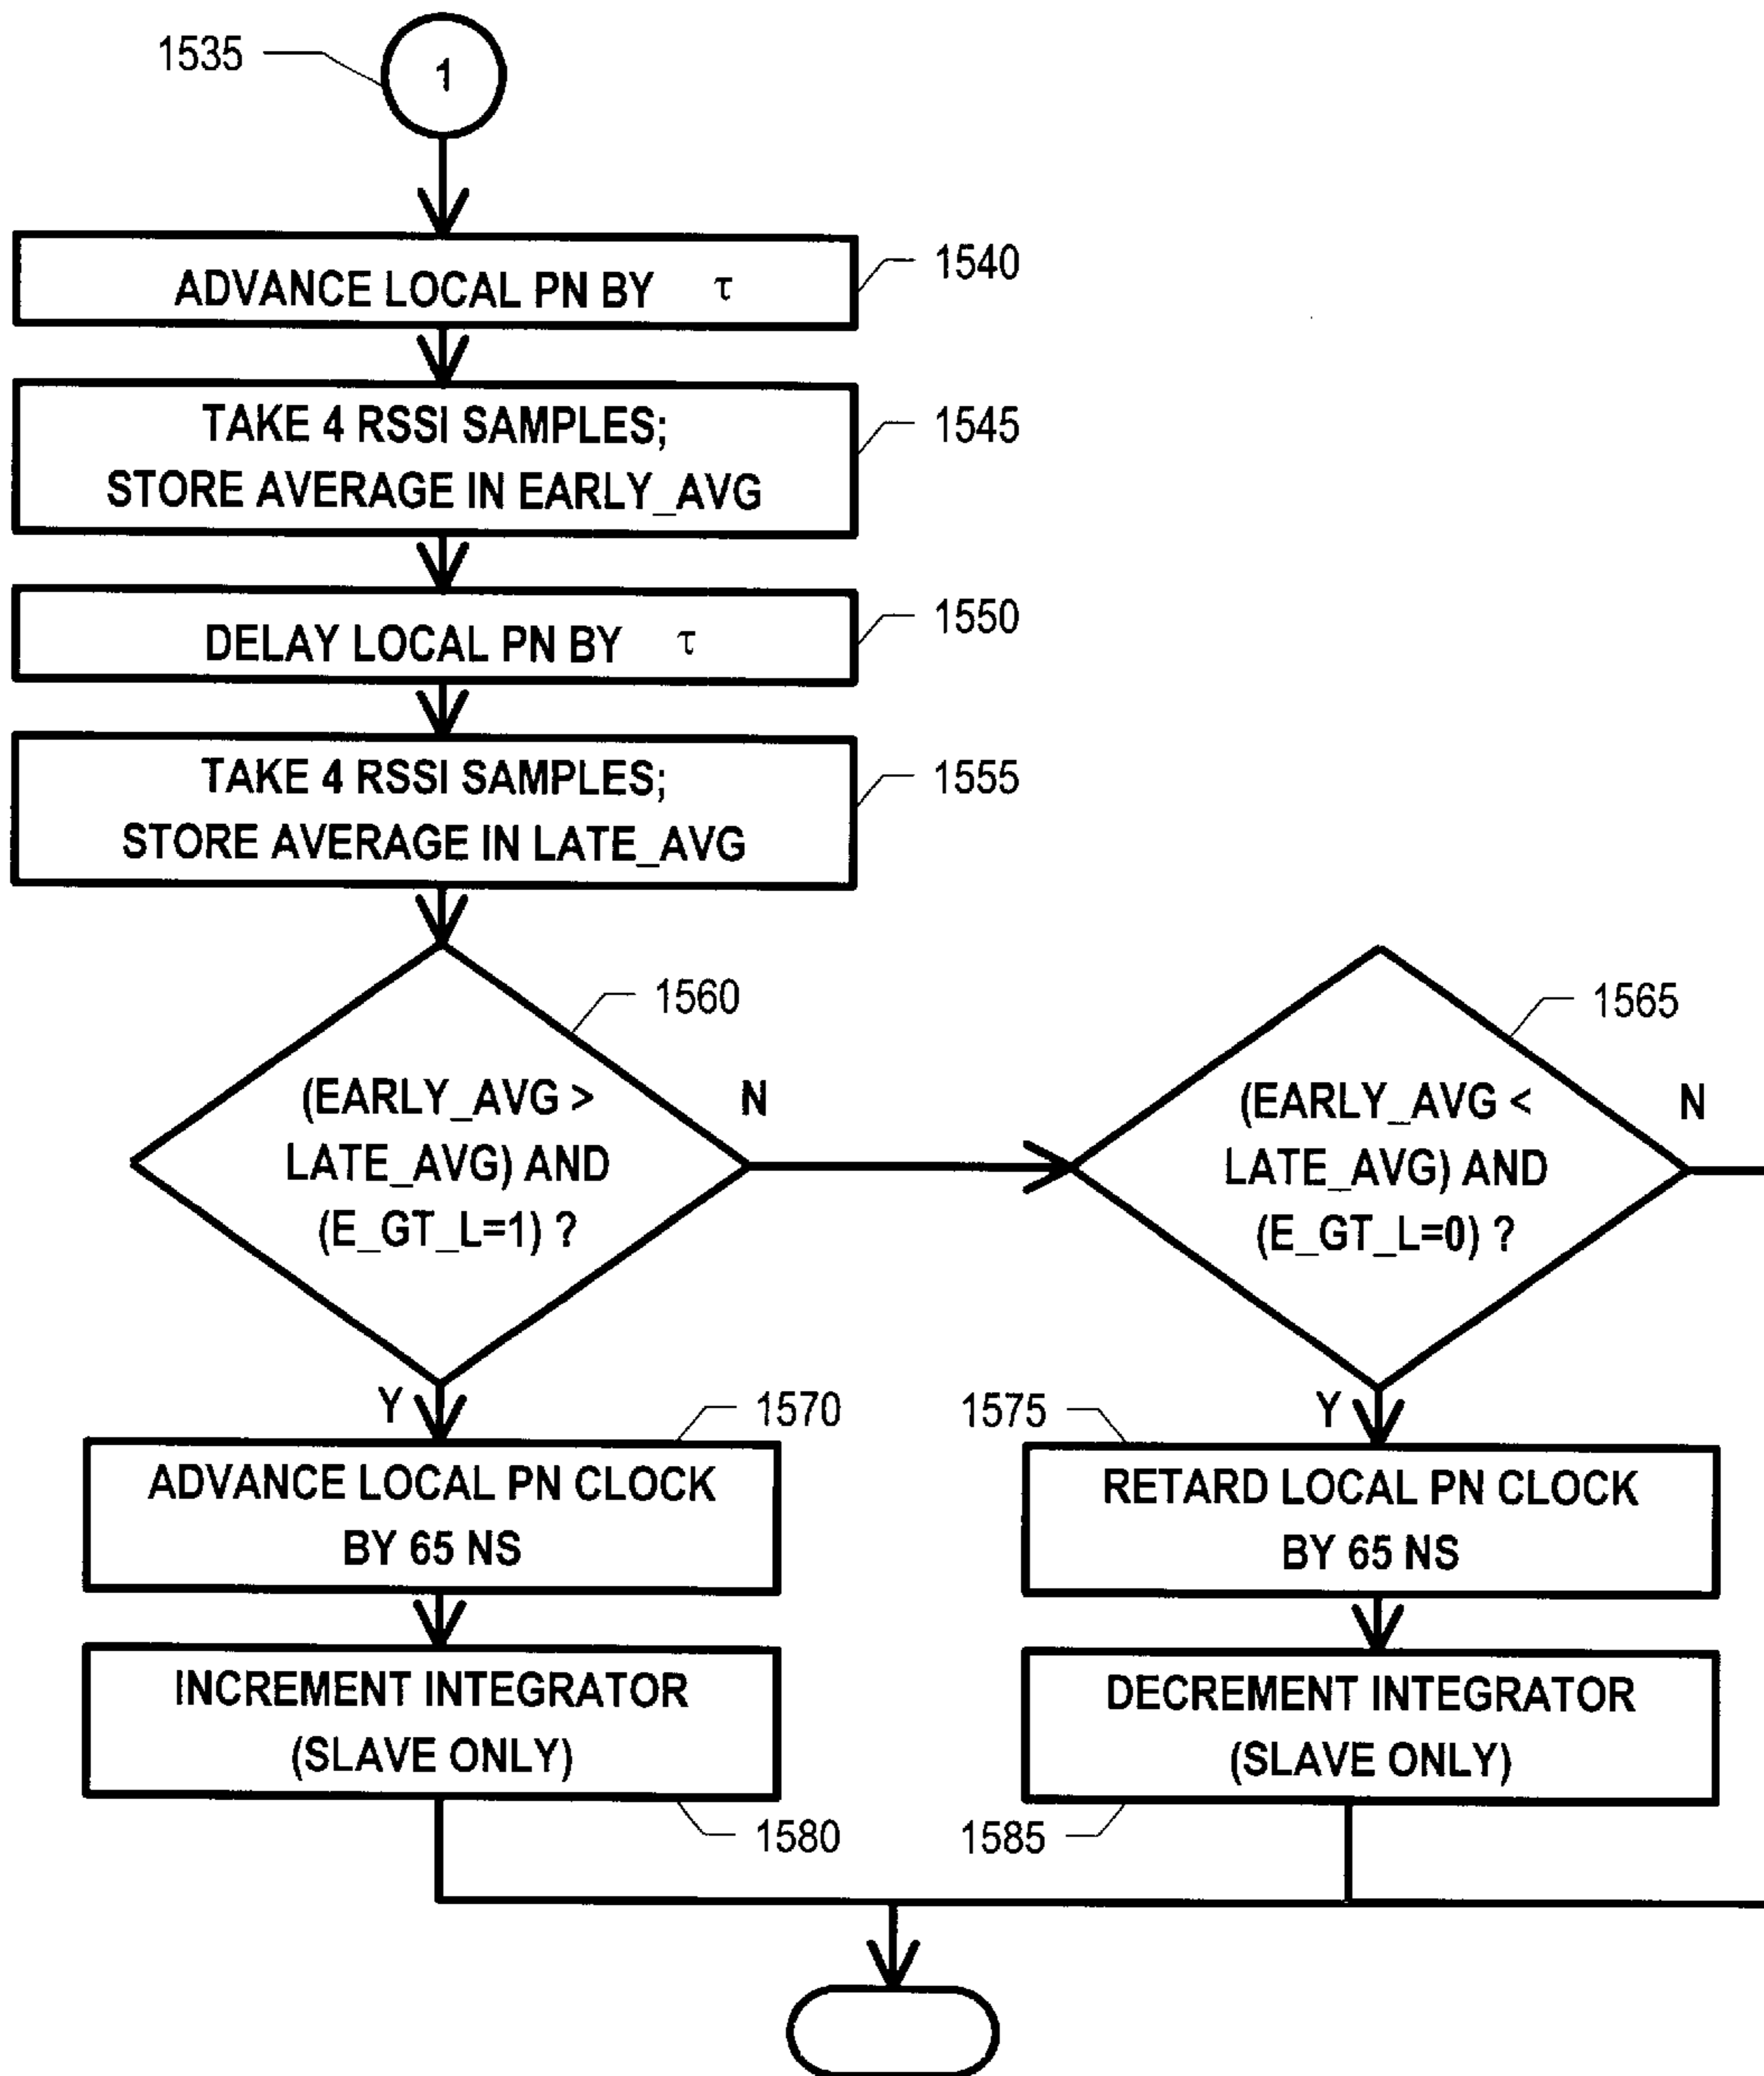 1535
1
ADVANCE LOCAL PN BY τ
1540
TAKE 4 RSSI SAMPLES;
STORE AVERAGE IN EARLY_AVG
1545
DELAY LOCAL PN BY τ
1550
TAKE 4 RSSI SAMPLES;
STORE AVERAGE IN LATE_AVG
1555
1560
(EARLY_AVG >
LATE_AVG) AND
(E_GT_L=1) ?
N
Y
1565
(EARLY_AVG <
LATE_AVG) AND
(E_GT_L=0) ?
N
Y
1570
ADVANCE LOCAL PN CLOCK
BY 65 NS
1575
RETARD LOCAL PN CLOCK
BY 65 NS
INCREMENT INTEGRATOR
(SLAVE ONLY)
1580
DECREMENT INTEGRATOR
(SLAVE ONLY)
1585